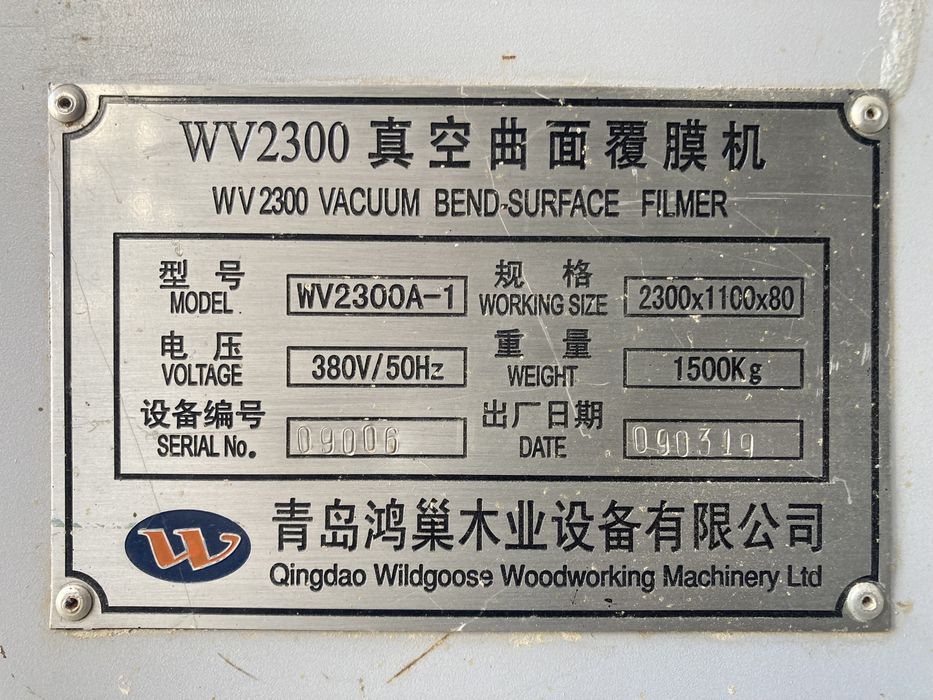 WV2300 真空曲面覆膜机
WV2300 VACUUM BEND-SURFACE FILMER
型号 MODEL WV2300A-1 规格 WORKING SIZE 2300x1100x80
电压 VOLTAGE 380V/50Hz 重量 WEIGHT 1500Kg
设备编号 SERIAL No. 09006 出厂日期 DATE 090319
W 青岛鸿巢木业设备有限公司
Qingdao Wildgoose Woodworking Machinery Ltd